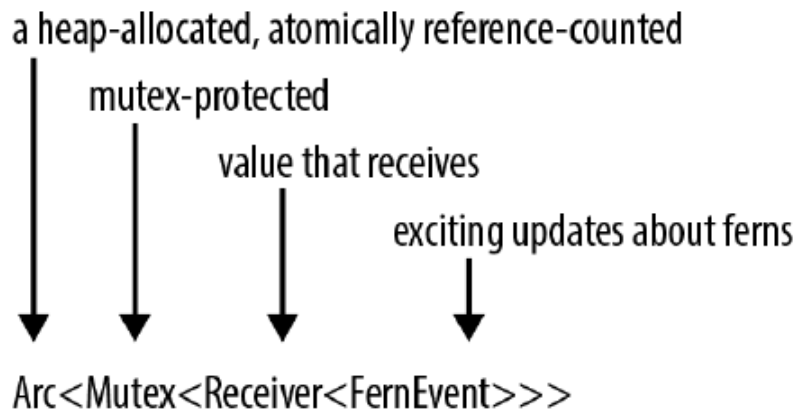 a heap-allocated, atomically reference-counted
mutex-protected
value that receives
exciting updates about ferns
Arc<Mutex<Receiver<FernEvent>>>